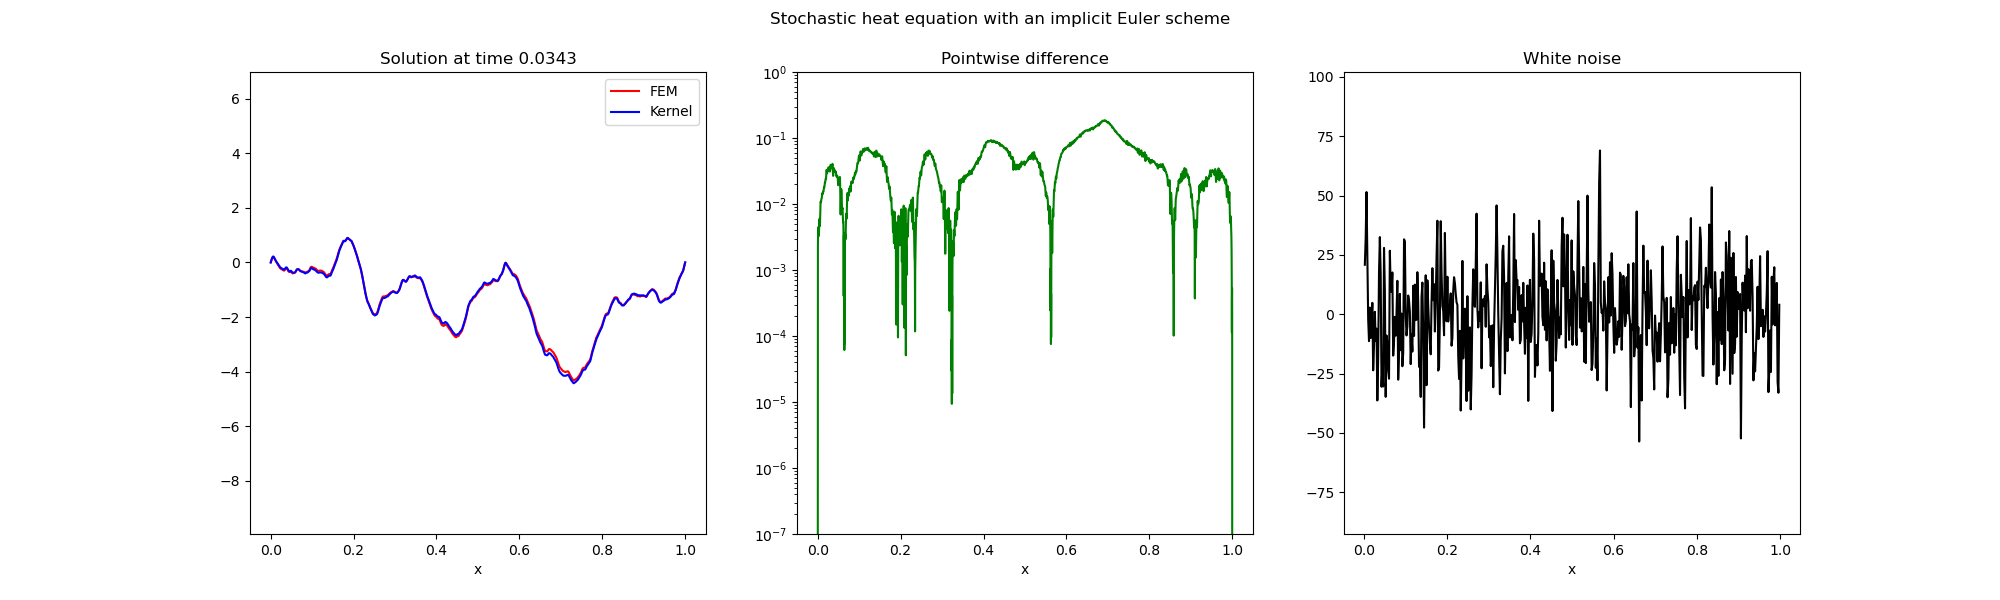 Stochastic heat equation with an implicit Euler scheme
Solution at time 0.0343
FEM
Kernel
6
4
2
0
−2
−4
−6
−8
0.0 0.2 0.4 0.6 0.8 1.0
x
Pointwise difference
10⁰
10⁻¹
10⁻²
10⁻³
10⁻⁴
10⁻⁵
10⁻⁶
10⁻⁷
0.0 0.2 0.4 0.6 0.8 1.0
x
White noise
100
75
50
25
0
−25
−50
−75
0.0 0.2 0.4 0.6 0.8 1.0
x